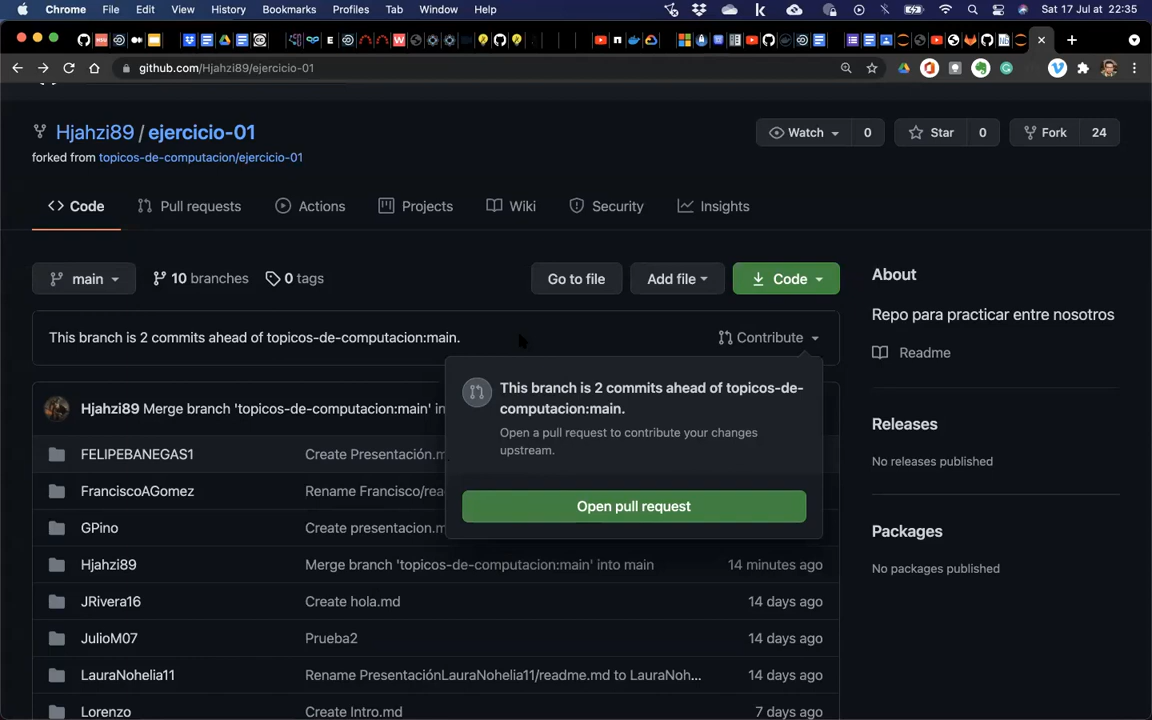 Chrome File Edit View History Bookmarks Profiles Tab Window Help Sat 17 Jul at 22:35
github.com/Hjahzi89/ejercicio-01
Hjahzi89 / ejercicio-01
Watch 0 Star 0 Fork 24
forked from topicos-de-computacion/ejercicio-01
Code Pull requests Actions Projects Wiki Security Insights
main 10 branches 0 tags Go to file Add file Code
This branch is 2 commits ahead of topicos-de-computacion:main. Contribute
This branch is 2 commits ahead of topicos-de-
computacion:main.
Open a pull request to contribute your changes
upstream.
Open pull request
Hjahzi89 Merge branch 'topicos-de-computacion:main' in
FELIPEBANEGAS1 Create Presentación.m
FranciscoAGomez Rename Francisco/rea
GPino Create presentacion.m
Hjahzi89 Merge branch 'topicos-de-computacion:main' into main 14 minutes ago
JRivera16 Create hola.md 14 days ago
JulioM07 Prueba2 14 days ago
LauraNohelia11 Rename PresentaciónLauraNohelia11/readme.md to LauraNoh... 14 days ago
Lorenzo Create Intro.md 7 days ago
About
Repo para practicar entre nosotros
Readme
Releases
No releases published
Packages
No packages published